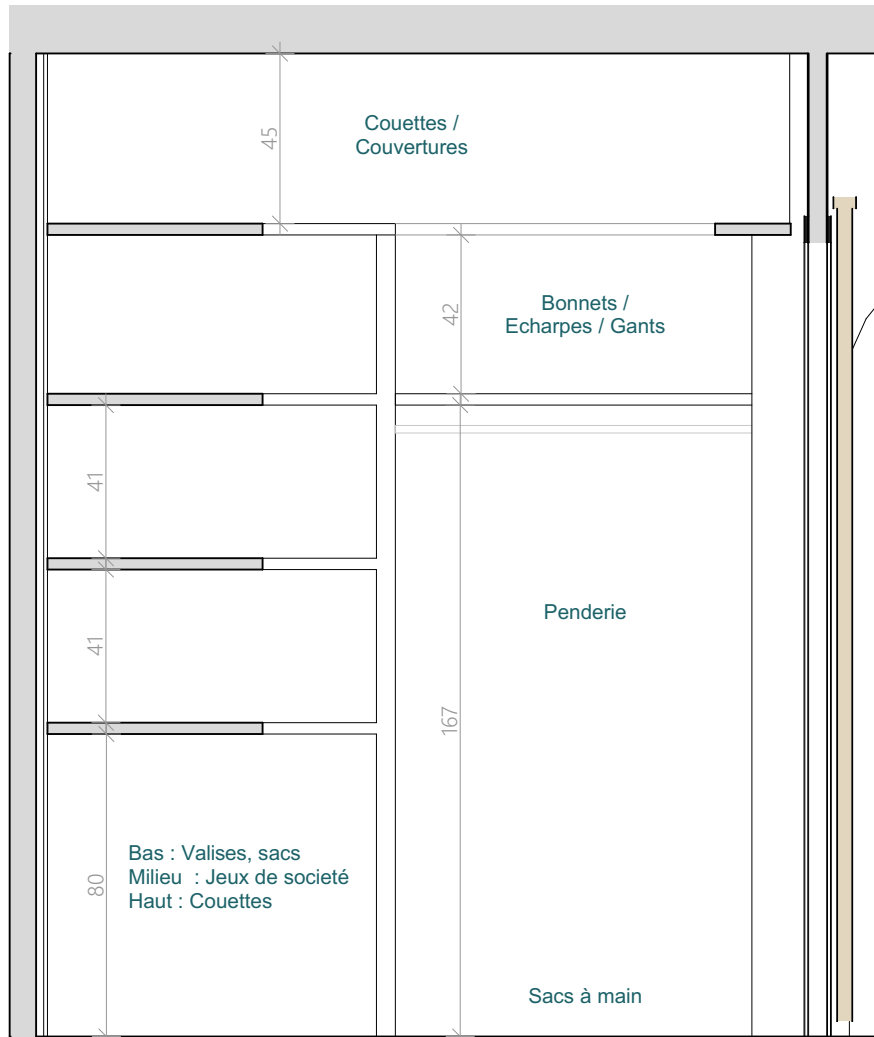 45
Couettes /
Couvertures
42
Bonnets /
Echarpes / Gants
41
41
Penderie
167
80
Bas : Valises, sacs
Milieu : Jeux de societé
Haut : Couettes
Sacs à main